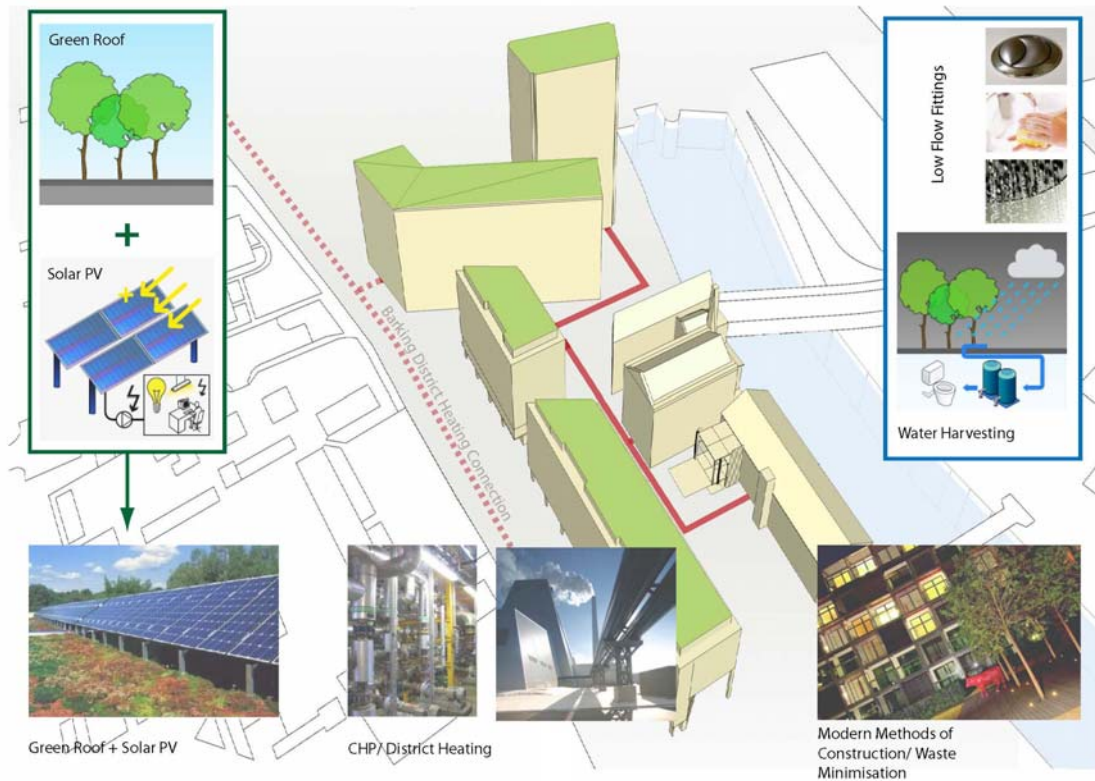 Green Roof
Solar PV
Barking District Heating Connection
Low Flow Fittings
Water Harvesting
Green Roof + Solar PV
CHP/ District Heating
Modern Methods of
Construction/ Waste
Minimisation